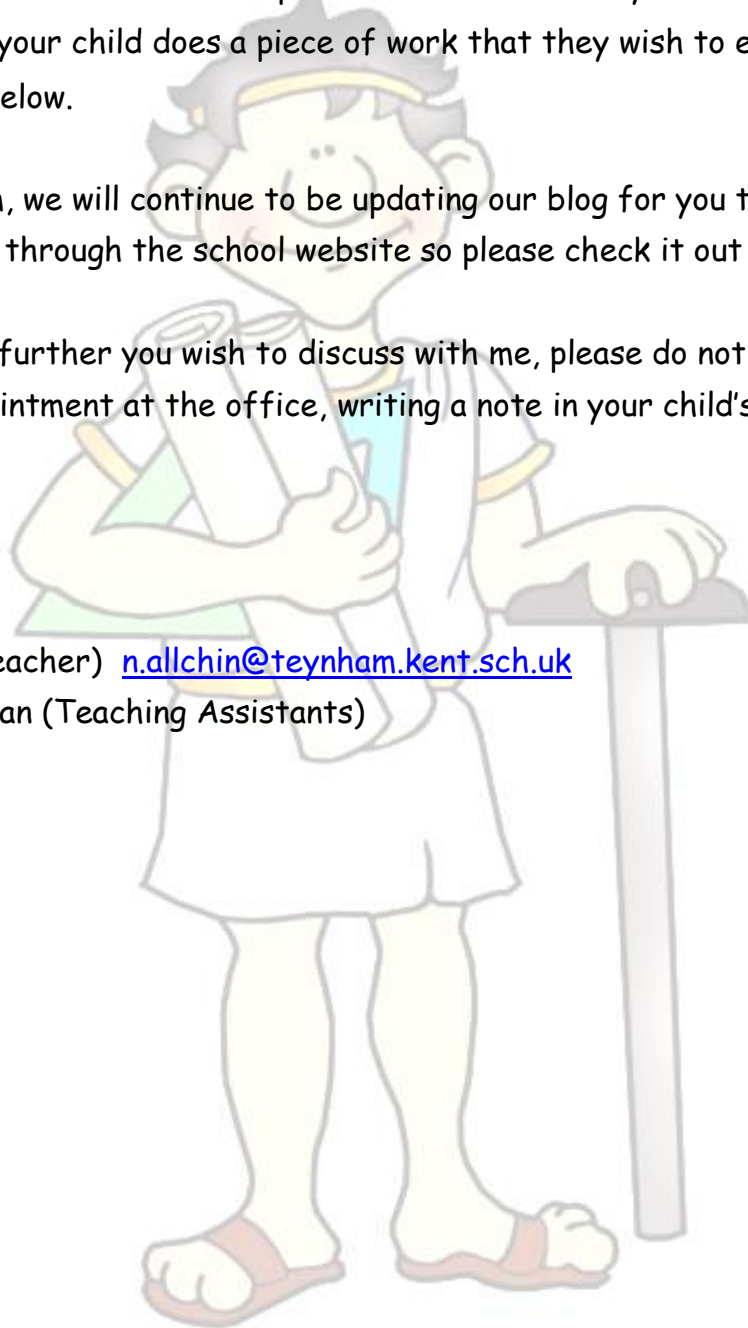 your child does a piece of work that they wish to e
elow.
, we will continue to be updating our blog for you t
through the school website so please check it out
further you wish to discuss with me, please do not
intment at the office, writing a note in your child's
eacher) n.allchin@teynham.kent.sch.uk
an (Teaching Assistants)